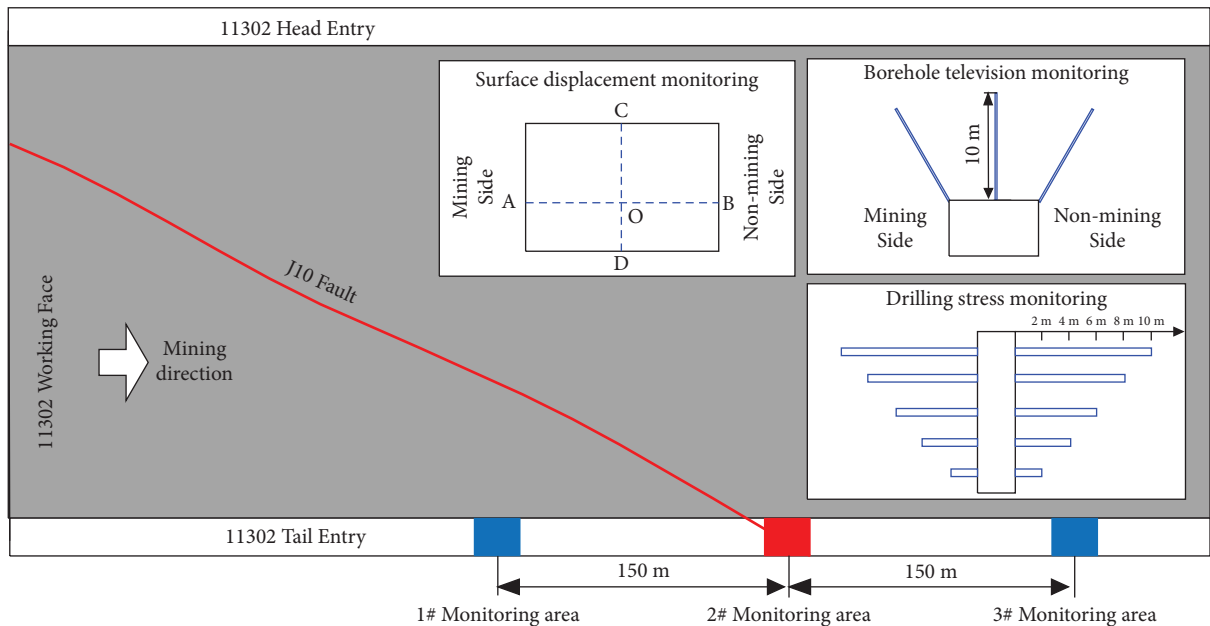 11302 Head Entry
Surface displacement monitoring
C
Mining
Side
A
B
O
D
Non-mining
Side
Borehole television monitoring
10 m
Mining
Side
Non-mining
Side
J10 Fault
11302 Working Face
Mining
direction
Drilling stress monitoring
2 m 4 m 6 m 8 m 10 m
11302 Tail Entry
150 m
150 m
1# Monitoring area
2# Monitoring area
3# Monitoring area